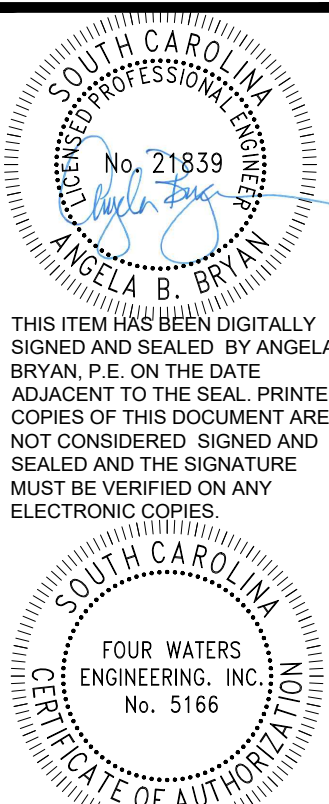 SOUTH CAROLINA
LICENSED PROFESSIONAL ENGINEER
No. 21839
Angela Bryan
ANGELA B. BRYAN
THIS ITEM HAS BEEN DIGITALLY
SIGNED AND SEALED BY ANGELA
BRYAN, P.E. ON THE DATE
ADJACENT TO THE SEAL. PRINTE
COPIES OF THIS DOCUMENT ARE
NOT CONSIDERED SIGNED AND
SEALED AND THE SIGNATURE
MUST BE VERIFIED ON ANY
ELECTRONIC COPIES.
SOUTH CAROLINA
FOUR WATERS
ENGINEERING. INC.
No. 5166
CERTIFICATE OF AUTHORIZATION